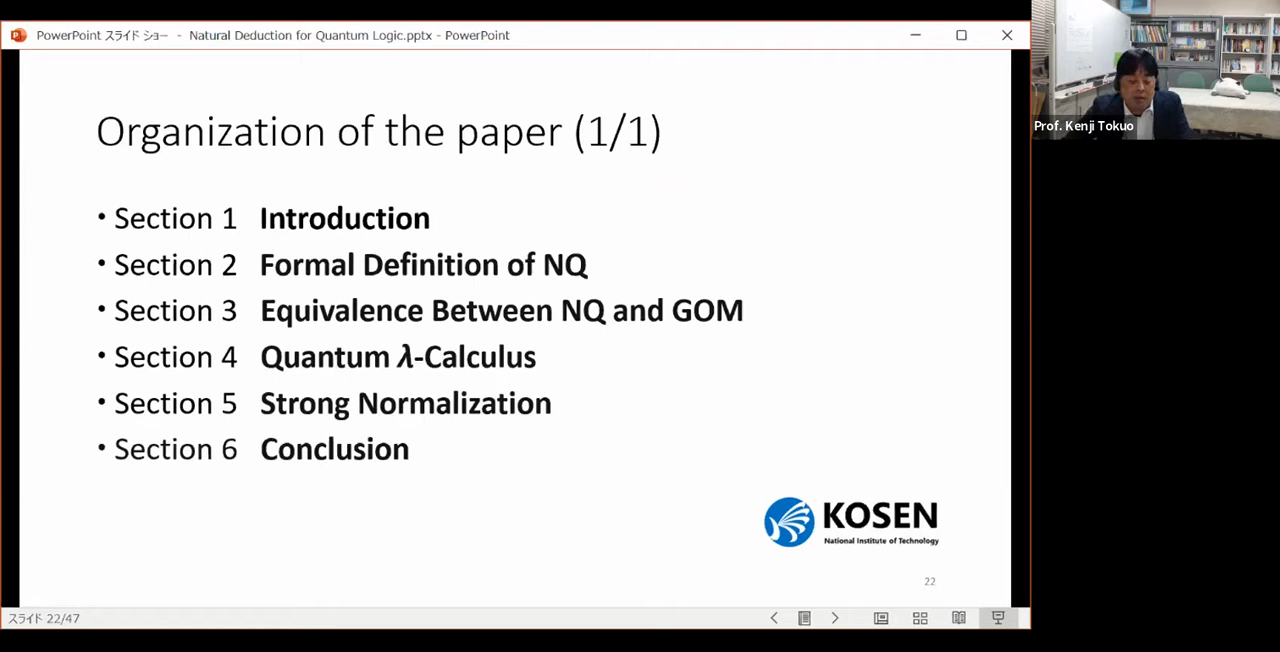 PowerPoint スライド ショー - Natural Deduction for Quantum Logic.pptx - PowerPoint
Prof. Kenji Tokuo
Organization of the paper (1/1)
• Section 1 Introduction
• Section 2 Formal Definition of NQ
• Section 3 Equivalence Between NQ and GOM
• Section 4 Quantum λ-Calculus
• Section 5 Strong Normalization
• Section 6 Conclusion
KOSEN
National Institute of Technology
22
スライド 22/47